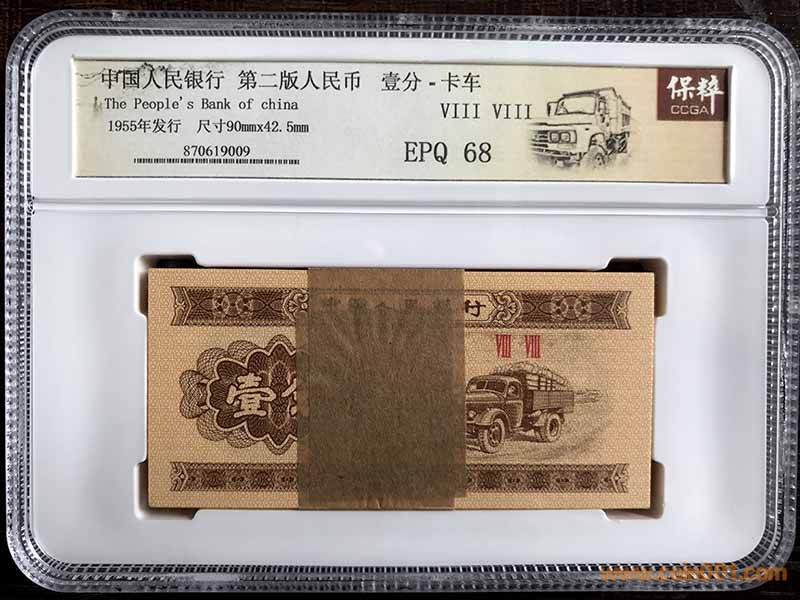 中国人民银行 第二版人民币 壹分-卡车
The People's Bank of china
VIII VIII
1955年发行 尺寸90mmx42.5mm
870619009
EPQ 68
保粹
CCGA
行
VIII VIII
壹
www.coin001.com